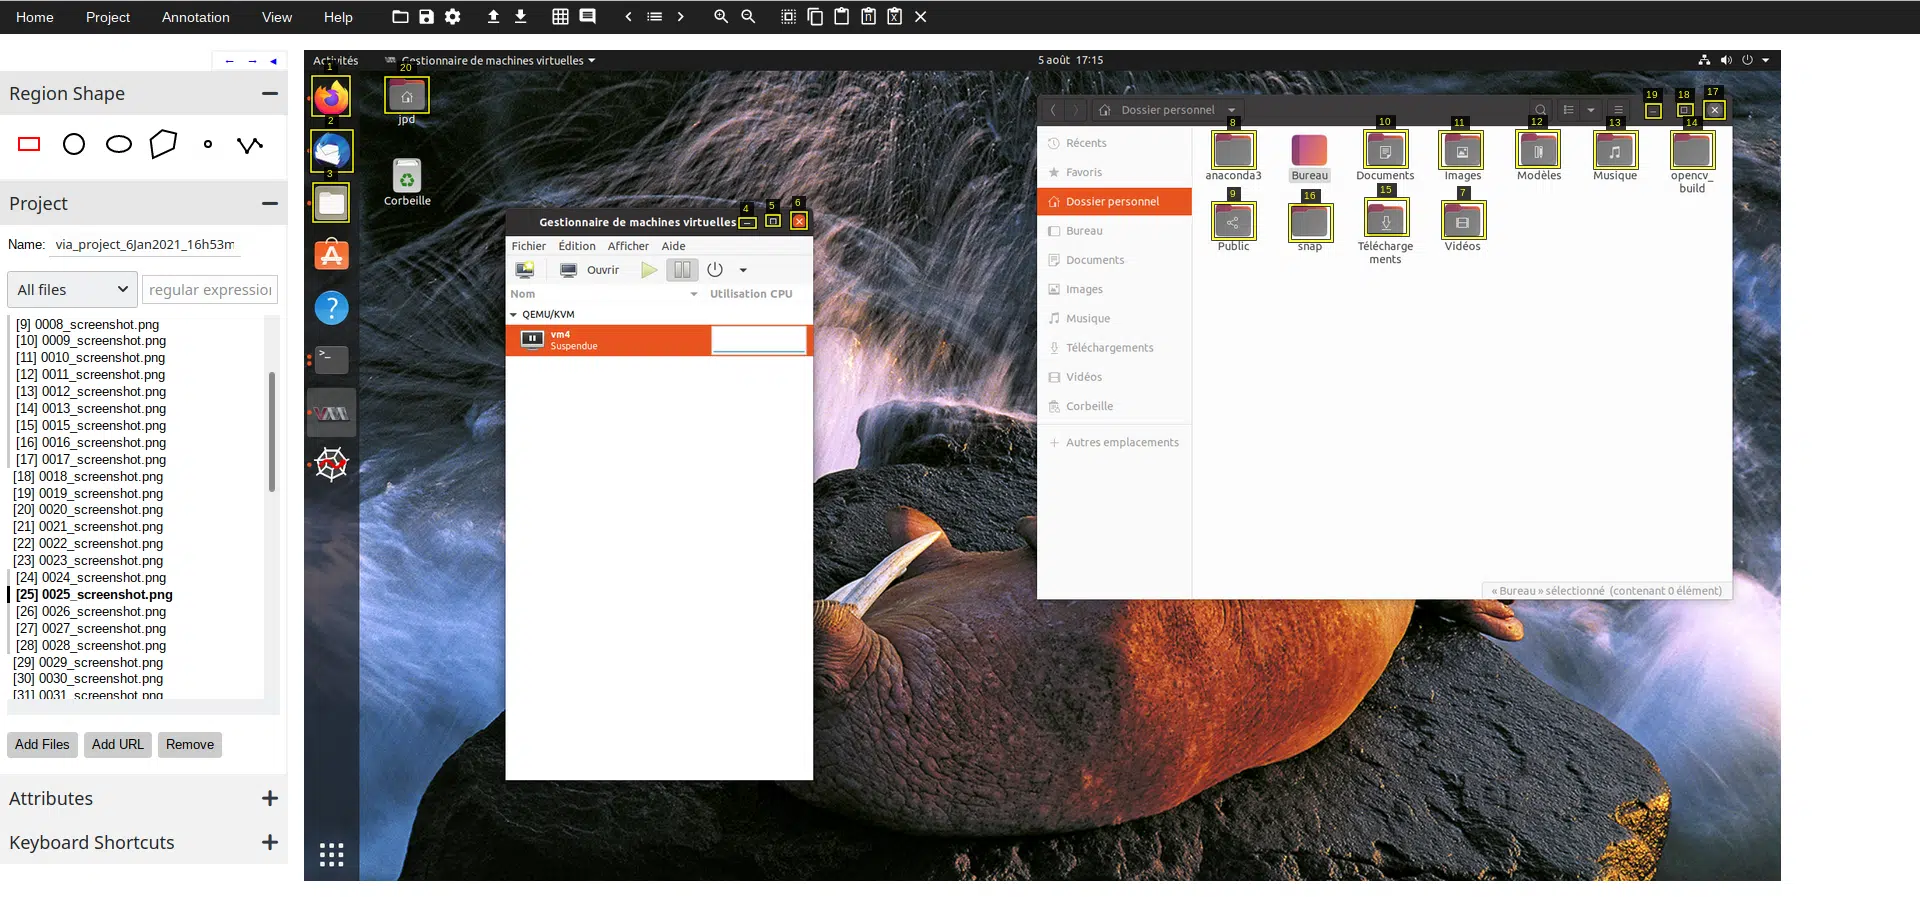 Home Project Annotation View Help
Region Shape
Project
Name: via_project_6Jan2021_16h53m
All files regular expression
[9] 0008_screenshot.png
[10] 0009_screenshot.png
[11] 0010_screenshot.png
[12] 0011_screenshot.png
[13] 0012_screenshot.png
[14] 0013_screenshot.png
[15] 0015_screenshot.png
[16] 0016_screenshot.png
[17] 0017_screenshot.png
[18] 0018_screenshot.png
[19] 0019_screenshot.png
[20] 0020_screenshot.png
[21] 0021_screenshot.png
[22] 0022_screenshot.png
[23] 0023_screenshot.png
[24] 0024_screenshot.png
[25] 0025_screenshot.png
[26] 0026_screenshot.png
[27] 0027_screenshot.png
[28] 0028_screenshot.png
[29] 0029_screenshot.png
[30] 0030_screenshot.png
[31] 0031_screenshot.png
Add Files Add URL Remove
Attributes
Keyboard Shortcuts
Activités Gestionnaire de machines virtuelles 5 août 17:15
1
2
3
20
jpd
Corbeille
4 5 6
Gestionnaire de machines virtuelles
Fichier Édition Afficher Aide
Ouvrir
Nom Utilisation CPU
QEMU/KVM
vm4
Suspendue
19 18 17
Dossier personnel
Récents
Favoris
Dossier personnel
Bureau
Documents
Images
Musique
Téléchargements
Vidéos
Corbeille
Autres emplacements
8 10 11 12 13 14
anaconda3 Bureau Documents Images Modèles Musique opencv_
build
9 16 15 7
Public snap Télécharge Vidéos
ments
« Bureau » sélectionné (contenant 0 élément)